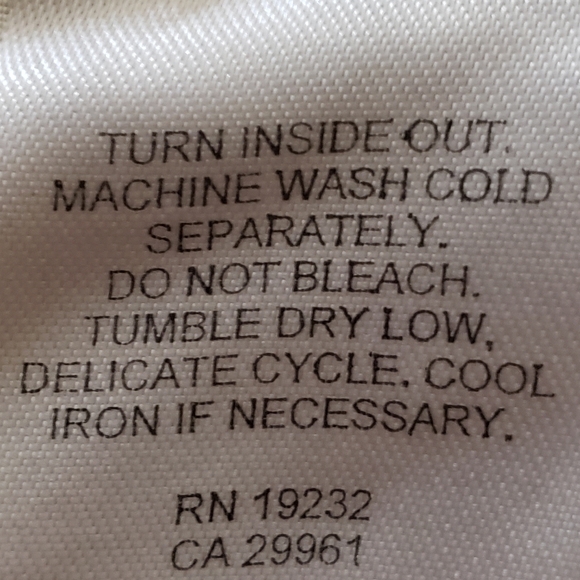 TURN INSIDE OUT.
MACHINE WASH COLD
SEPARATELY.
DO NOT BLEACH.
TUMBLE DRY LOW,
DELICATE CYCLE. COOL
IRON IF NECESSARY.
RN 19232
CA 29961